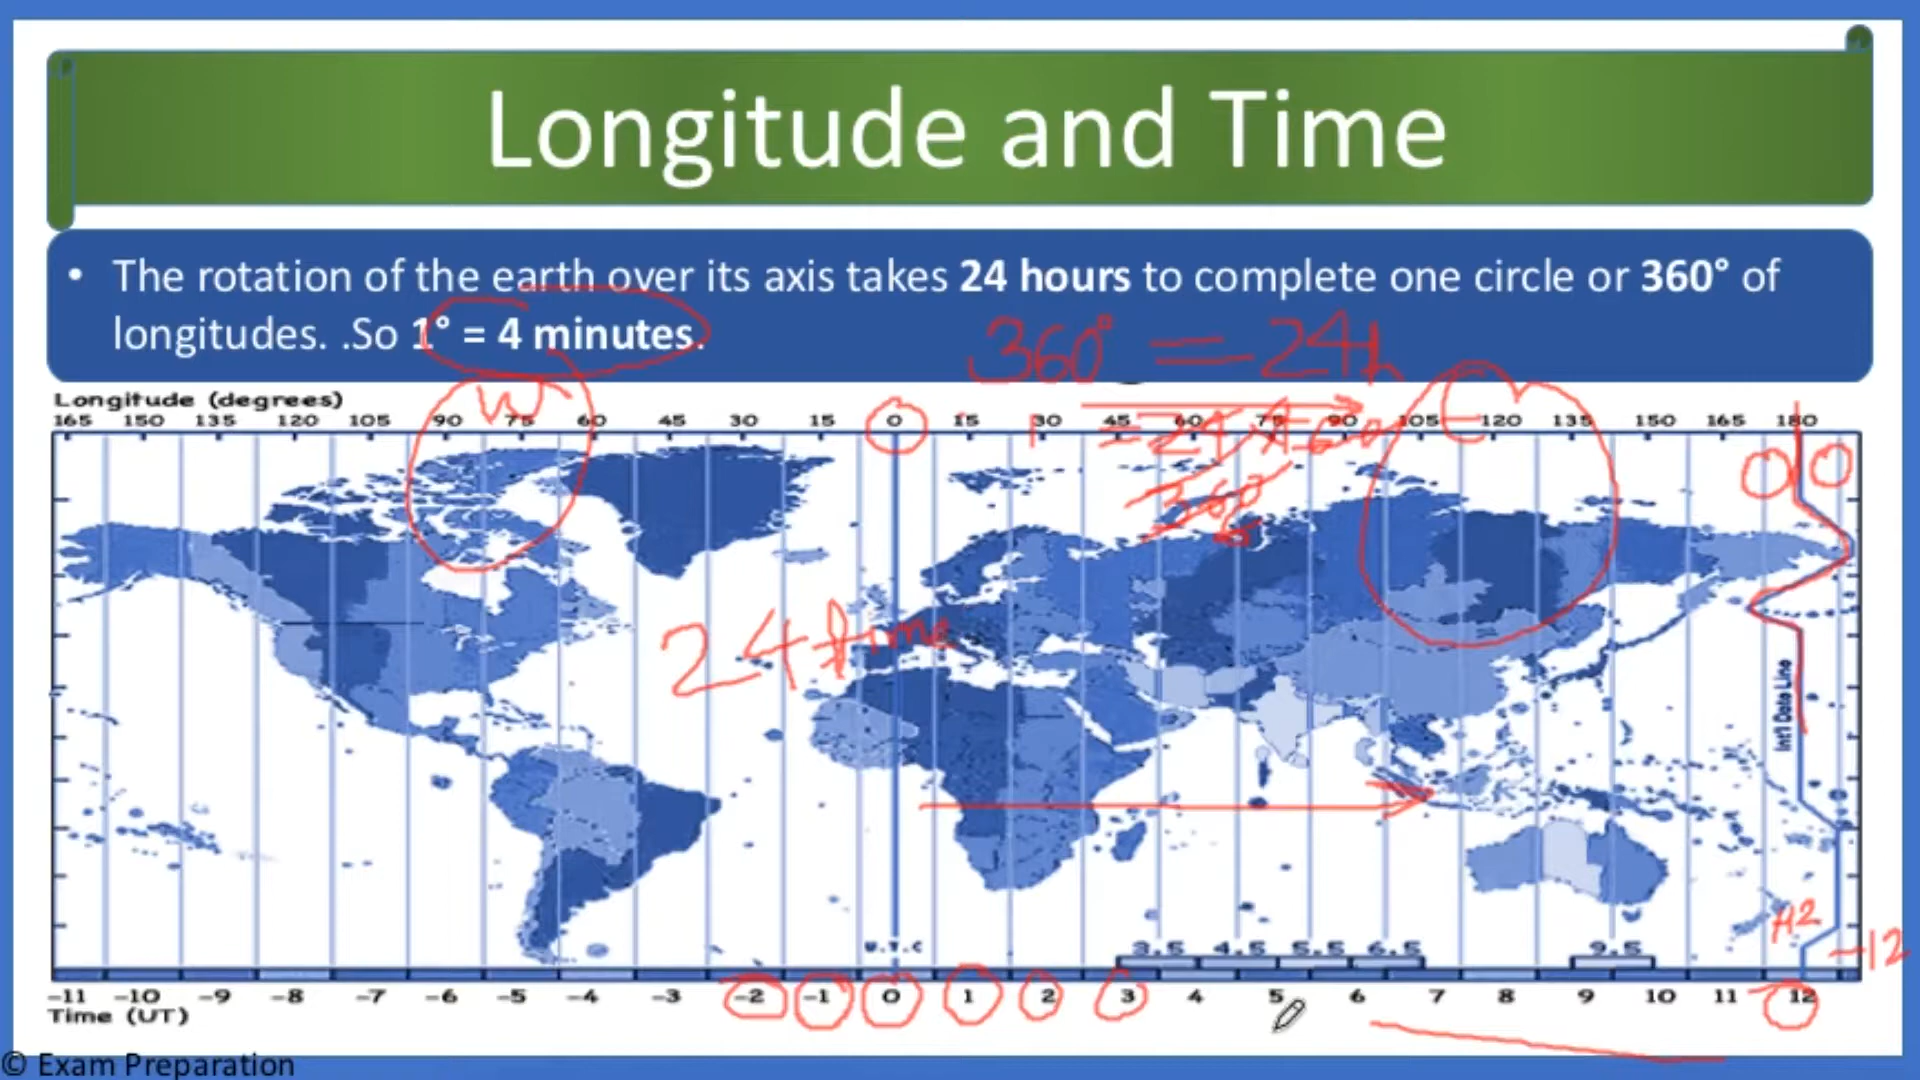 Longitude and Time
• The rotation of the earth over its axis takes 24 hours to complete one circle or 360° of
longitudes. .So 1° = 4 minutes.
360° = 24h
Longitude (degrees)
165 150 135 120 105 90 75 60 45 30 15 0 15 30 45 60 75 90 105 120 135 150 165 180
W
E
= 24 x 60
360°
24 time
Int'l Date Line
+12
-12
U.T.C
3.5 4.5 5.5 6.5 9.5
-11 -10 -9 -8 -7 -6 -5 -4 -3 -2 -1 0 1 2 3 4 5 6 7 8 9 10 11 12
Time (UT)
© Exam Preparation